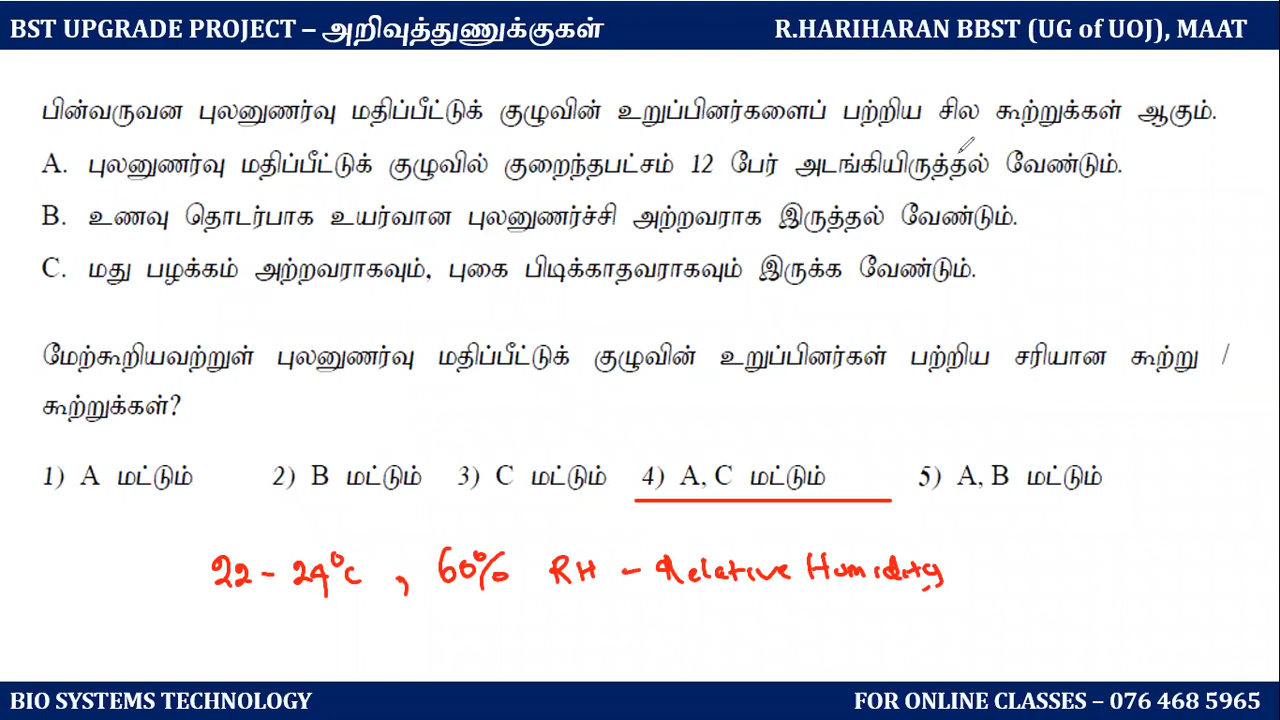 BST UPGRADE PROJECT – அறிவுத்துணுக்குகள்
R.HARIHARAN BBST (UG of UOJ), MAAT
பின்வருவன புலனுணர்வு மதிப்பீட்டுக் குழுவின் உறுப்பினர்களைப் பற்றிய சில கூற்றுக்கள் ஆகும்.
A. புலனுணர்வு மதிப்பீட்டுக் குழுவில் குறைந்தபட்சம் 12 பேர் அடங்கியிருத்தல் வேண்டும்.
B. உணவு தொடர்பாக உயர்வான புலனுணர்ச்சி அற்றவராக இருத்தல் வேண்டும்.
C. மது பழக்கம் அற்றவராகவும், புகை பிடிக்காதவராகவும் இருக்க வேண்டும்.
மேற்கூறியவற்றுள் புலனுணர்வு மதிப்பீட்டுக் குழுவின் உறுப்பினர்கள் பற்றிய சரியான கூற்று /
கூற்றுக்கள்?
1) A மட்டும் 2) B மட்டும் 3) C மட்டும் 4) A, C மட்டும் 5) A, B மட்டும்
22 - 24°C , 60% RH - Relative Humidity
BIO SYSTEMS TECHNOLOGY
FOR ONLINE CLASSES – 076 468 5965